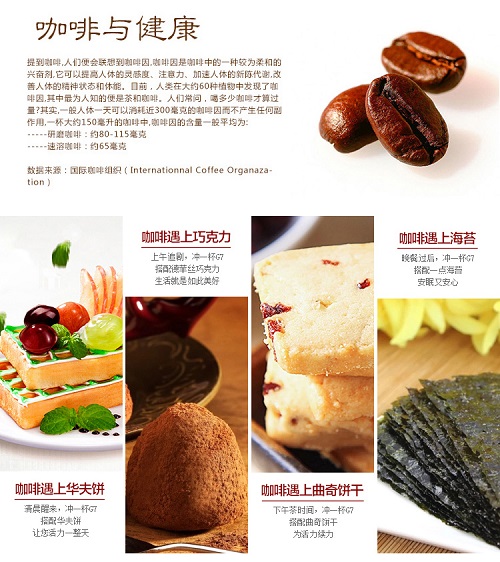 咖啡与健康
提到咖啡,人们便会联想到咖啡因,咖啡因是咖啡中的一种较为柔和的
兴奋剂,它可以提高人体的灵感度、注意力、加速人体的新陈代谢,改
善人体的精神状态和体能。目前，人类在大约60种植物中发现了咖
啡因,其中最为人知的便是茶和咖啡。人们常问，喝多少咖啡才算过
量?其实,一般人体一天可以消耗近300毫克的咖啡因而不产生任何副
作用,一杯大约150毫升的咖啡中,咖啡因的含量一般平均为:
-----研磨咖啡：约80-115毫克
-----速溶咖啡：约65毫克
数据来源：国际咖啡组织（Internationnal Coffee Organaza-
tion）
咖啡遇上巧克力
上午追剧，冲一杯G7
搭配德菲丝巧克力
生活就是如此美好
咖啡遇上海苔
晚餐过后，冲一杯G7
搭配一点海苔
安眠又安心
咖啡遇上华夫饼
清晨醒来，冲一杯G7
搭配华夫饼
让您活力一整天
咖啡遇上曲奇饼干
下午茶时间，冲一杯G7
搭配曲奇饼干
为活力续力